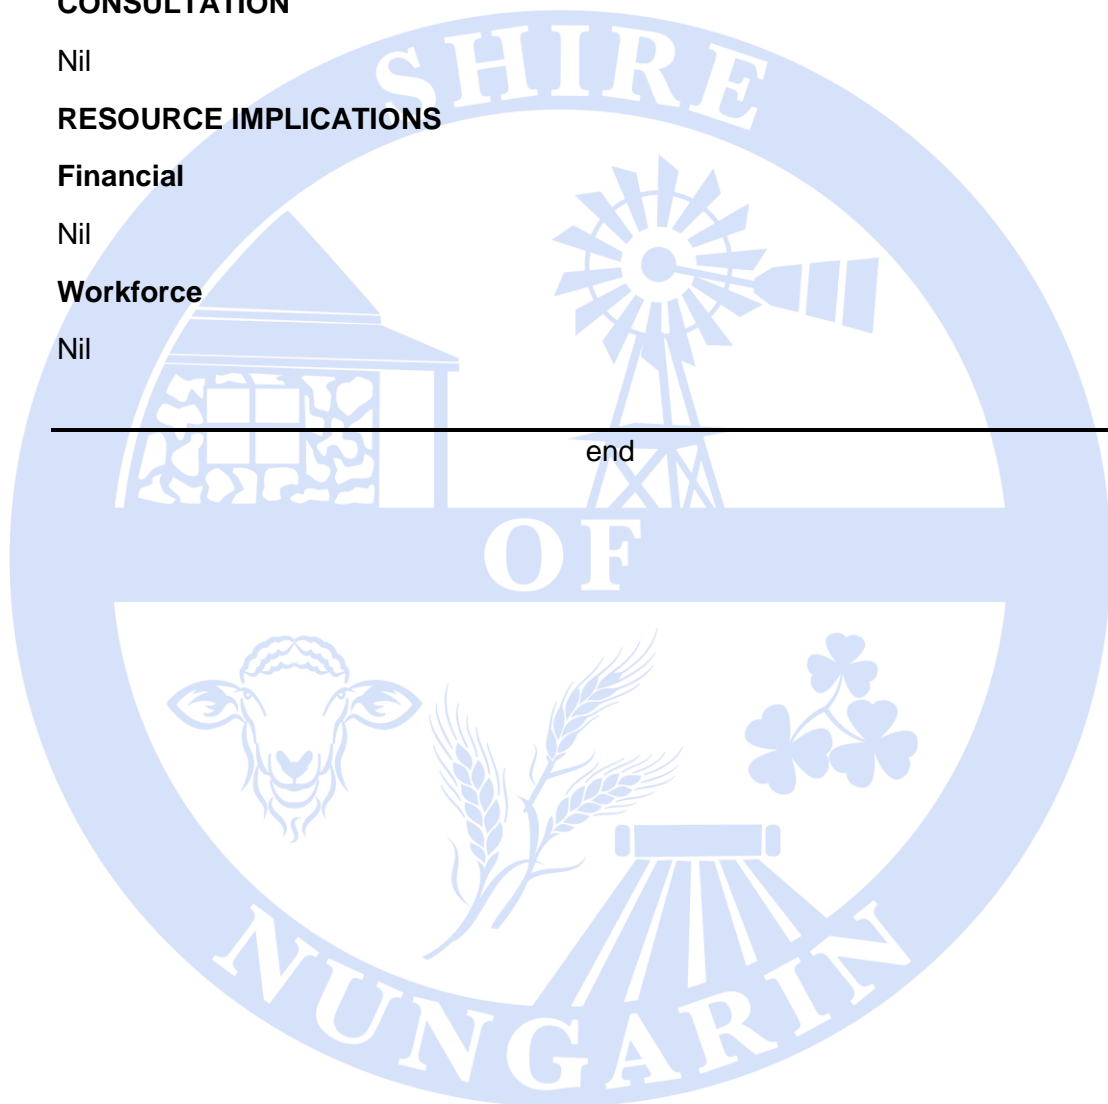 CONSULTATION
Nil
RESOURCE IMPLICATIONS
Financial
Nil
Workforce
Nil
end
SHIRE
OF
NUNGARIN